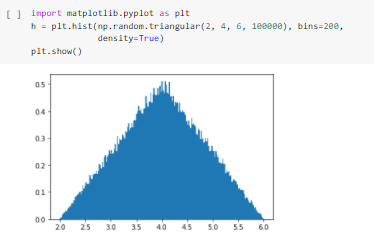 [ ] import matplotlib.pyplot as plt
h = plt.hist(np.random.triangular(2, 4, 6, 100000), bins=200,
density=True)
plt.show()
0.5
0.4
0.3
0.2
0.1
0.0
2.0 2.5 3.0 3.5 4.0 4.5 5.0 5.5 6.0